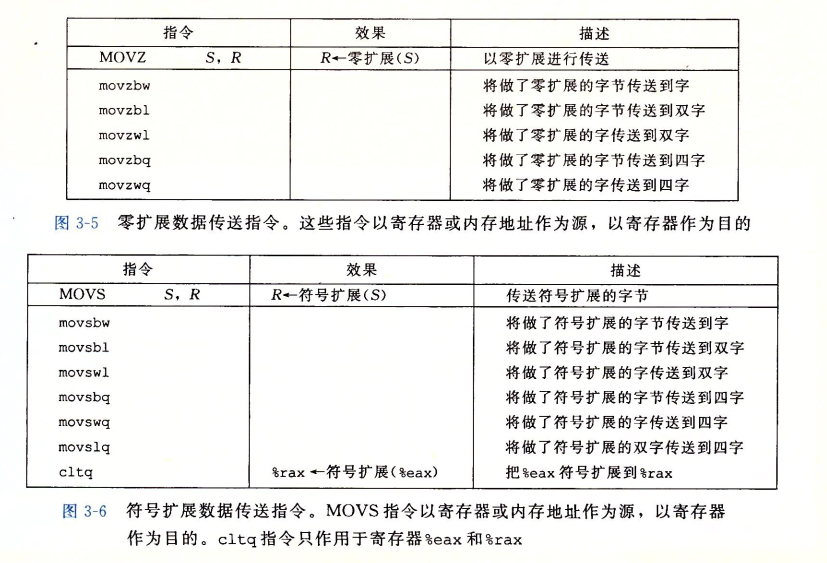 指令 效果 描述
MOVZ S, R R←零扩展(S) 以零扩展进行传送
movzbw 将做了零扩展的字节传送到字
movzbl 将做了零扩展的字节传送到双字
movzwl 将做了零扩展的字传送到双字
movzbq 将做了零扩展的字节传送到四字
movzwq 将做了零扩展的字传送到四字
图 3-5 零扩展数据传送指令。这些指令以寄存器或内存地址作为源，以寄存器作为目的
指令 效果 描述
MOVS S, R R←符号扩展(S) 传送符号扩展的字节
movsbw 将做了符号扩展的字节传送到字
movsbl 将做了符号扩展的字节传送到双字
movswl 将做了符号扩展的字传送到双字
movsbq 将做了符号扩展的字节传送到四字
movswq 将做了符号扩展的字传送到四字
movslq 将做了符号扩展的双字传送到四字
cltq %rax←符号扩展(%eax) 把%eax符号扩展到%rax
图 3-6 符号扩展数据传送指令。MOVS指令以寄存器或内存地址作为源，以寄存器
作为目的。cltq指令只作用于寄存器%eax和%rax